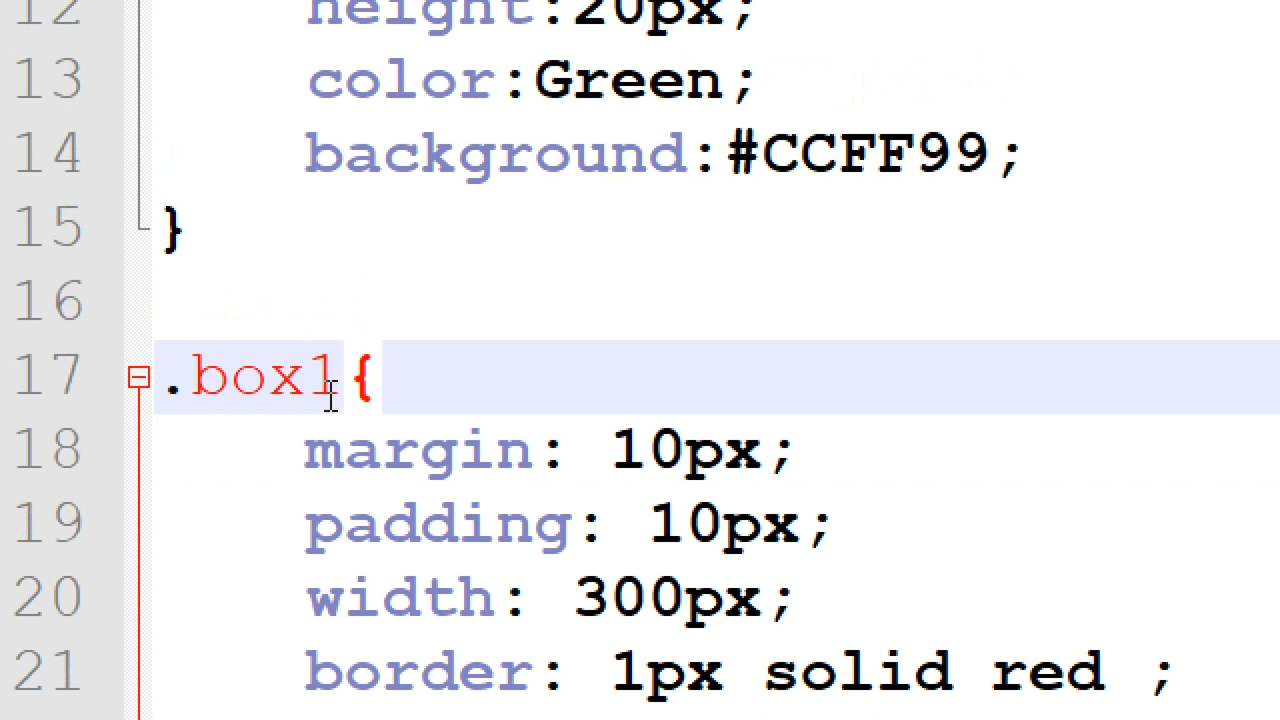 12 height:20px;
13 color:Green;
14 background:#CCFF99;
15 }
16
17 .box1{
18 margin: 10px;
19 padding: 10px;
20 width: 300px;
21 border: 1px solid red ;